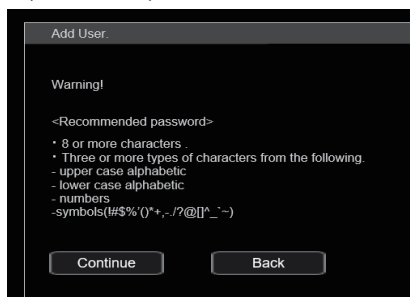 Add User.
Warning!
<Recommended password>
・8 or more characters .
・Three or more types of characters from the following.
- upper case alphabetic
- lower case alphabetic
- numbers
-symbols(!#$%'()*+,-./?@[]^_`~)
Continue
Back